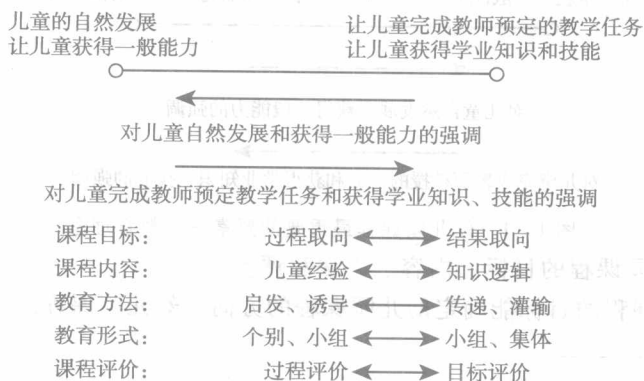 儿童的自然发展
让儿童获得一般能力
让儿童完成教师预定的教学任务
让儿童获得学业知识和技能
对儿童自然发展和获得一般能力的强调
对儿童完成教师预定教学任务和获得学业知识、技能的强调
课程目标： 过程取向 结果取向
课程内容： 儿童经验 知识逻辑
教育方法： 启发、诱导 传递、灌输
教育形式： 个别、小组 小组、集体
课程评价： 过程评价 目标评价